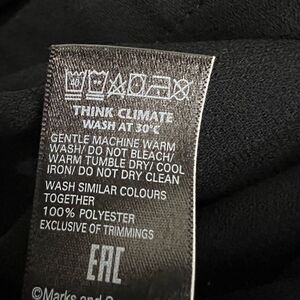 40
THINK CLIMATE
WASH AT 30°C
GENTLE MACHINE WARM
WASH/ DO NOT BLEACH/
WARM TUMBLE DRY/ COOL
IRON/ DO NOT DRY CLEAN
WASH SIMILAR COLOURS
TOGETHER
100% POLYESTER
EXCLUSIVE OF TRIMMINGS
EAC
©Marks and